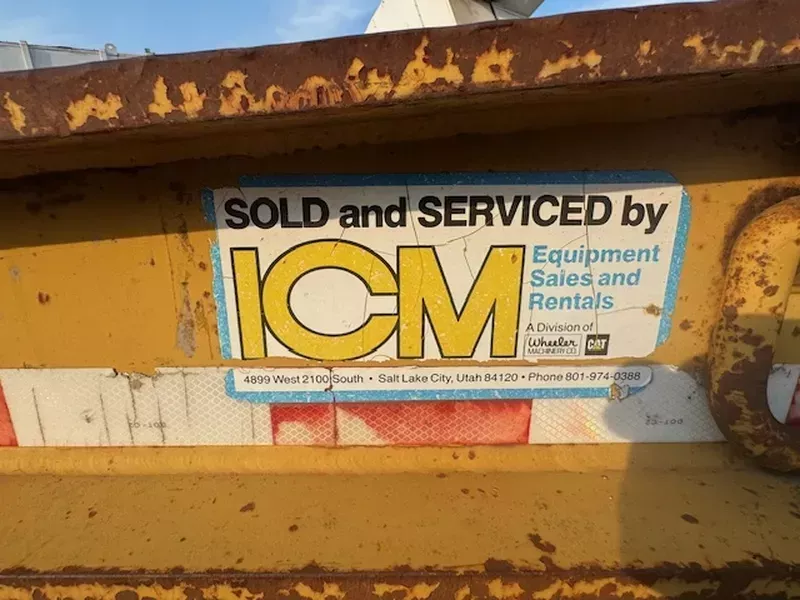 SOLD and SERVICED by
ICM
Equipment
Sales and
Rentals
A Division of
Wheeler
MACHINERY CO.
CAT
4899 West 2100 South • Salt Lake City, Utah 84120 • Phone 801-974-0388